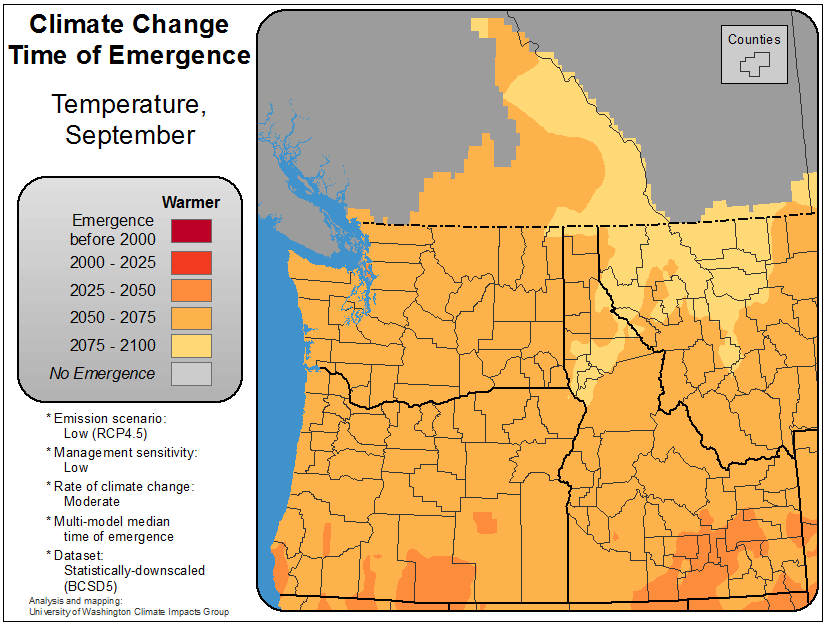 Climate Change
Time of Emergence
Temperature,
September
Warmer
Emergence
before 2000
2000 - 2025
2025 - 2050
2050 - 2075
2075 - 2100
No Emergence
* Emission scenario:
Low (RCP4.5)
* Management sensitivity:
Low
* Rate of climate change:
Moderate
* Multi-model median
time of emergence
* Dataset:
Statistically-downscaled
(BCSD5)
Analysis and mapping:
University of Washington Climate Impacts Group
Counties